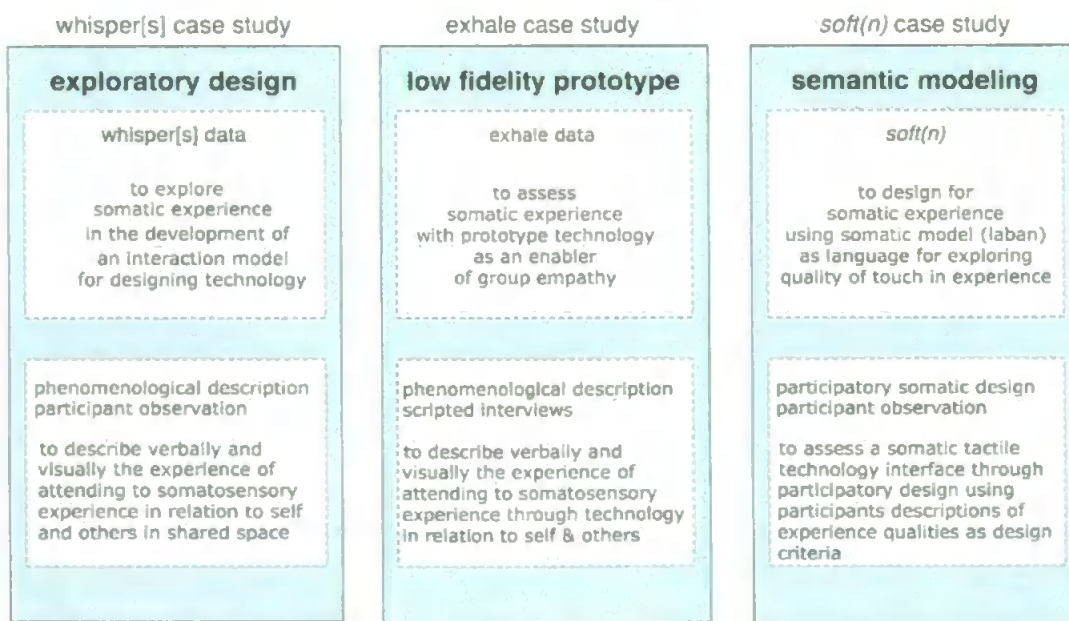 whisper[s] case study
exploratory design
whisper[s] data
to explore
somatic experience
in the development of
an interaction model
for designing technology
phenomenological description
participant observation
to describe verbally and
visually the experience of
attending to somatosensory
experience in relation to self
and others in shared space
exhale case study
low fidelity prototype
exhale data
to assess
somatic experience
with prototype technology
as an enabler
of group empathy
phenomenological description
scripted interviews
to describe verbally and
visually the experience of
attending to somatosensory
experience through technology
in relation to self & others
soft(n) case study
semantic modeling
soft(n)
to design for
somatic experience
using somatic model (laban)
as language for exploring
quality of touch in experience
participatory somatic design
participant observation
to assess a somatic tactile
technology interface through
participatory design using
participants descriptions of
experience qualities as design
criteria